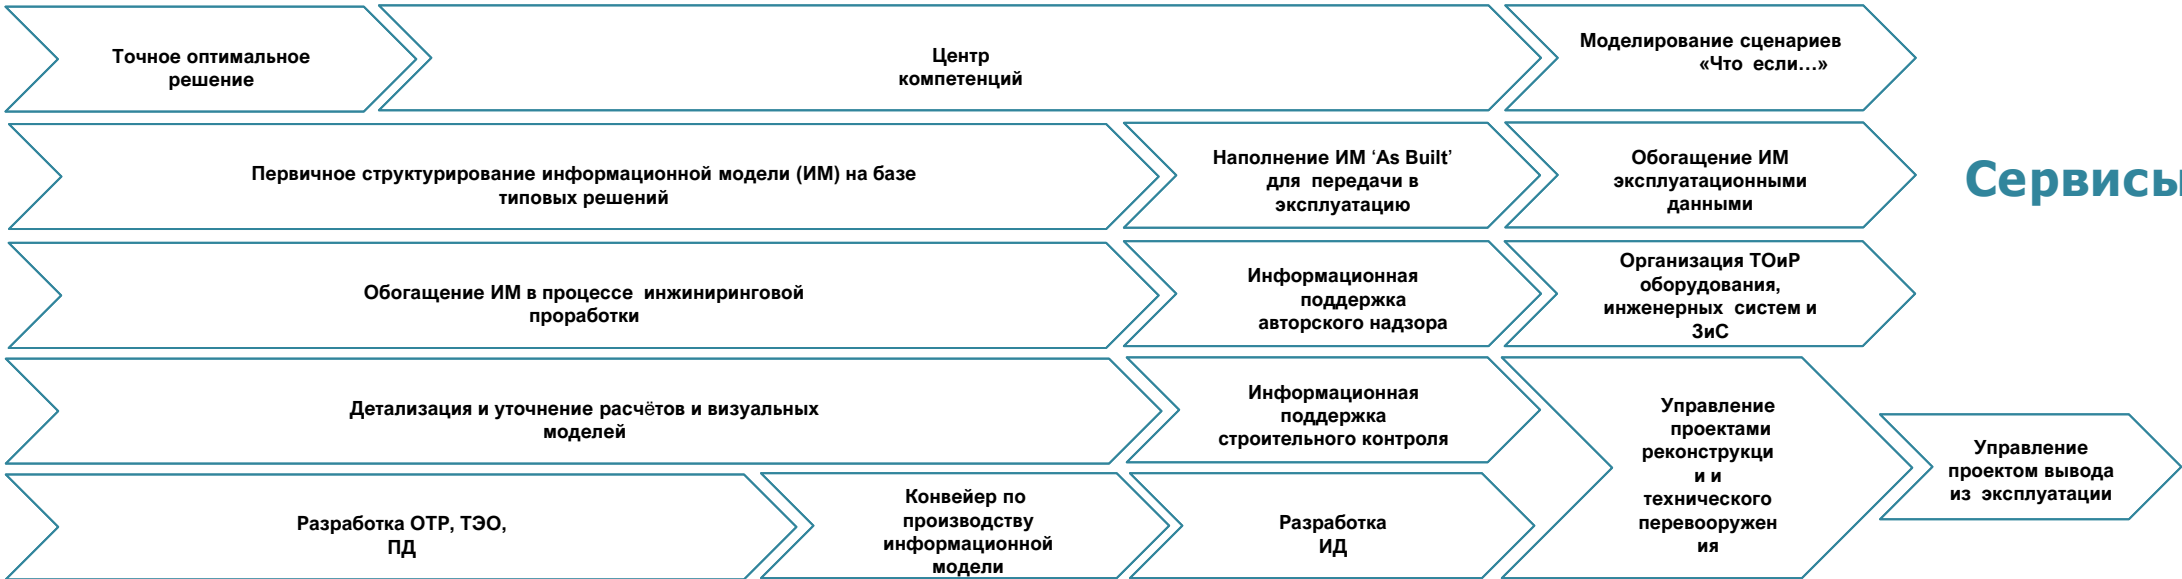 Точное оптимальное
решение
Центр
компетенций
Моделирование сценариев
«Что если…»
Первичное структурирование информационной модели (ИМ) на базе
типовых решений
Наполнение ИМ ‘As Built’
для передачи в
эксплуатацию
Обогащение ИМ
эксплуатационными
данными
Сервисы
Обогащение ИМ в процессе инжиниринговой
проработки
Информационная
поддержка
авторского надзора
Организация ТОиР
оборудования,
инженерных систем и
ЗиС
Детализация и уточнение расчётов и визуальных
моделей
Информационная
поддержка
строительного контроля
Управление
проектами
реконструкци
и и
технического
перевооружен
ия
Управление
проектом вывода
из эксплуатации
Разработка ОТР, ТЭО,
ПД
Конвейер по
производству
информационной
модели
Разработка
ИД